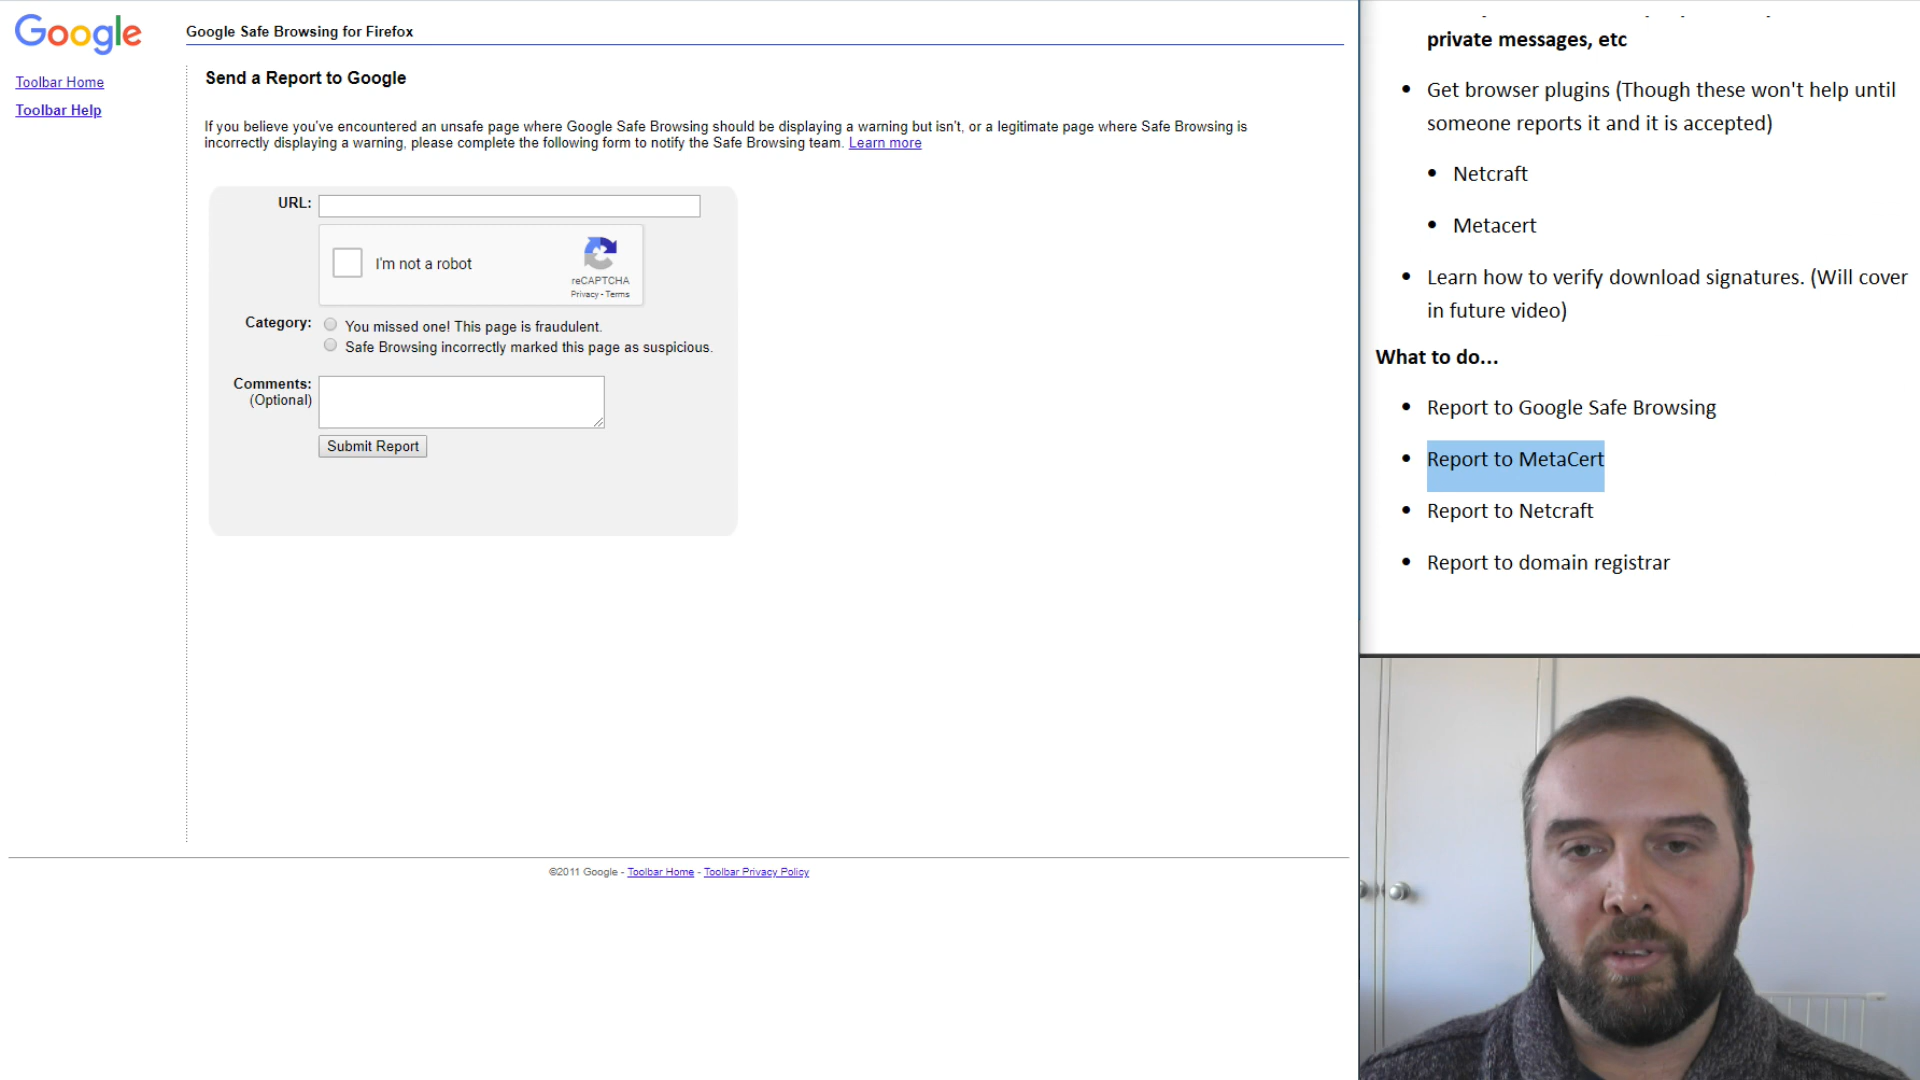 Google
Google Safe Browsing for Firefox
Toolbar Home
Toolbar Help
Send a Report to Google
If you believe you've encountered an unsafe page where Google Safe Browsing should be displaying a warning but isn't, or a legitimate page where Safe Browsing is
incorrectly displaying a warning, please complete the following form to notify the Safe Browsing team. Learn more
URL:
I'm not a robot
reCAPTCHA
Privacy - Terms
Category:
You missed one! This page is fraudulent.
Safe Browsing incorrectly marked this page as suspicious.
Comments:
(Optional)
Submit Report
©2011 Google - Toolbar Home - Toolbar Privacy Policy
private messages, etc
• Get browser plugins (Though these won't help until
someone reports it and it is accepted)
• Netcraft
• Metacert
• Learn how to verify download signatures. (Will cover
in future video)
What to do...
• Report to Google Safe Browsing
• Report to MetaCert
• Report to Netcraft
• Report to domain registrar